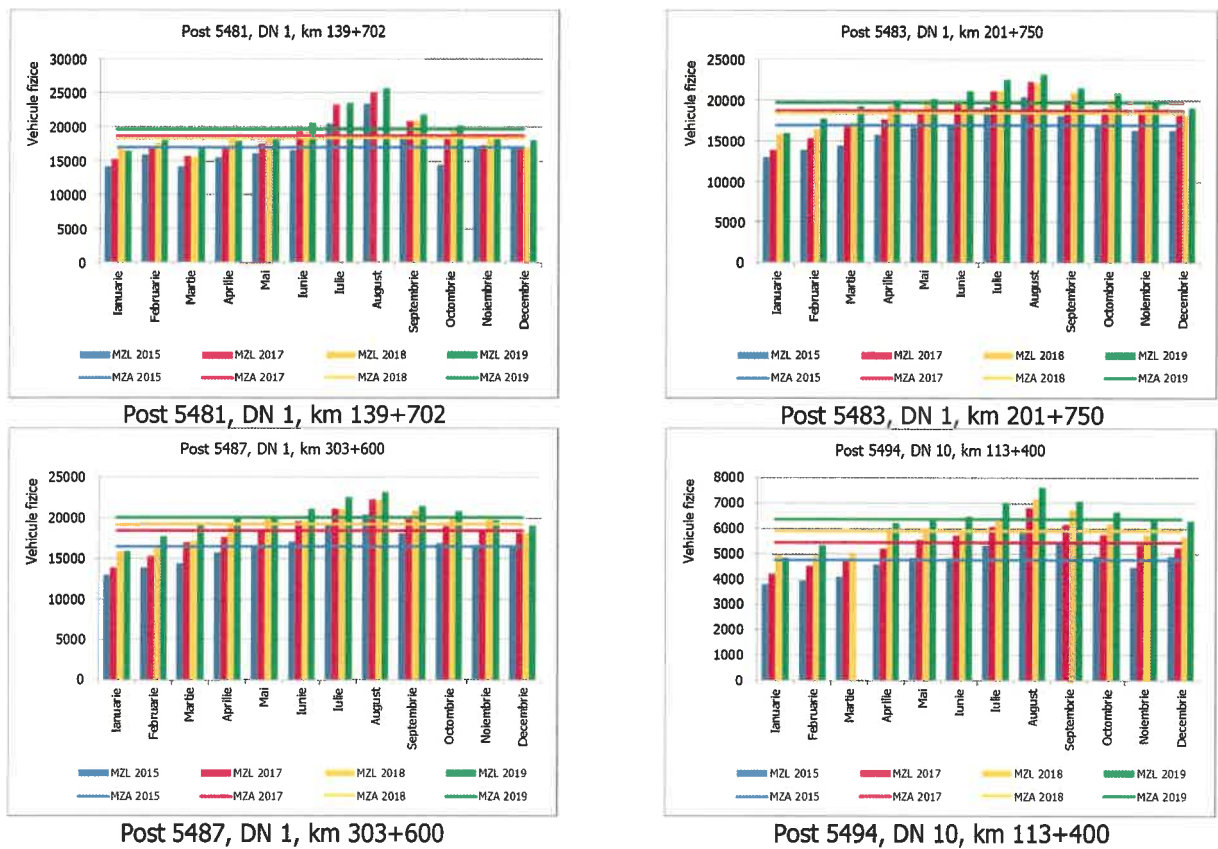 Post 5481, DN 1, km 139+702
Vehicule fizice
30000
25000
20000
15000
10000
5000
0
Ianuarie
Februarie
Martie
Aprilie
Mai
Iunie
Iulie
August
Septembrie
Octombrie
Noiembrie
Decembrie
MZL 2015 MZL 2017 MZL 2018 MZL 2019
MZA 2015 MZA 2017 MZA 2018 MZA 2019
Post 5481, DN 1, km 139+702
Post 5483, DN 1, km 201+750
Vehicule fizice
25000
20000
15000
10000
5000
0
Ianuarie
Februarie
Martie
Aprilie
Mai
Iunie
Iulie
August
Septembrie
Octombrie
Noiembrie
Decembrie
MZL 2015 MZL 2017 MZL 2018 MZL 2019
MZA 2015 MZA 2017 MZA 2018 MZA 2019
Post 5483, DN 1, km 201+750
Post 5487, DN 1, km 303+600
Vehicule fizice
25000
20000
15000
10000
5000
0
Ianuarie
Februarie
Martie
Aprilie
Mai
Iunie
Iulie
August
Septembrie
Octombrie
Noiembrie
Decembrie
MZL 2015 MZL 2017 MZL 2018 MZL 2019
MZA 2015 MZA 2017 MZA 2018 MZA 2019
Post 5487, DN 1, km 303+600
Post 5494, DN 10, km 113+400
Vehicule fizice
8000
7000
6000
5000
4000
3000
2000
1000
0
Ianuarie
Februarie
Martie
Aprilie
Mai
Iunie
Iulie
August
Septembrie
Octombrie
Noiembrie
Decembrie
MZL 2015 MZL 2017 MZL 2018 MZL 2019
MZA 2015 MZA 2017 MZA 2018 MZA 2019
Post 5494, DN 10, km 113+400